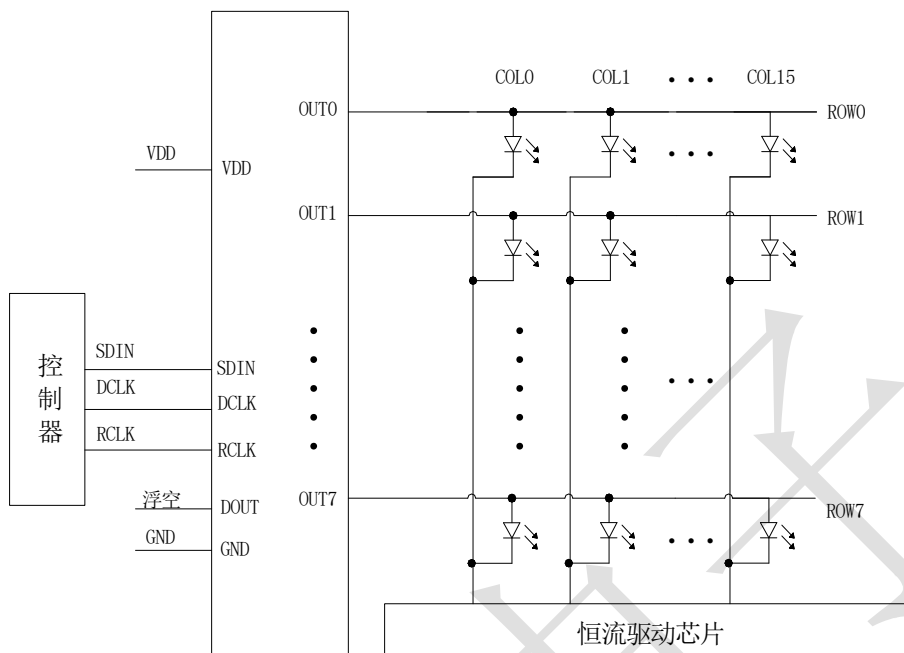 COL0 COL1 COL15
OUT0 ROW0
VDD VDD
OUT1 ROW1
控制器
SDIN SDIN
DCLK DCLK
RCLK RCLK
浮空 DOUT OUT7 ROW7
GND GND
恒流驱动芯片